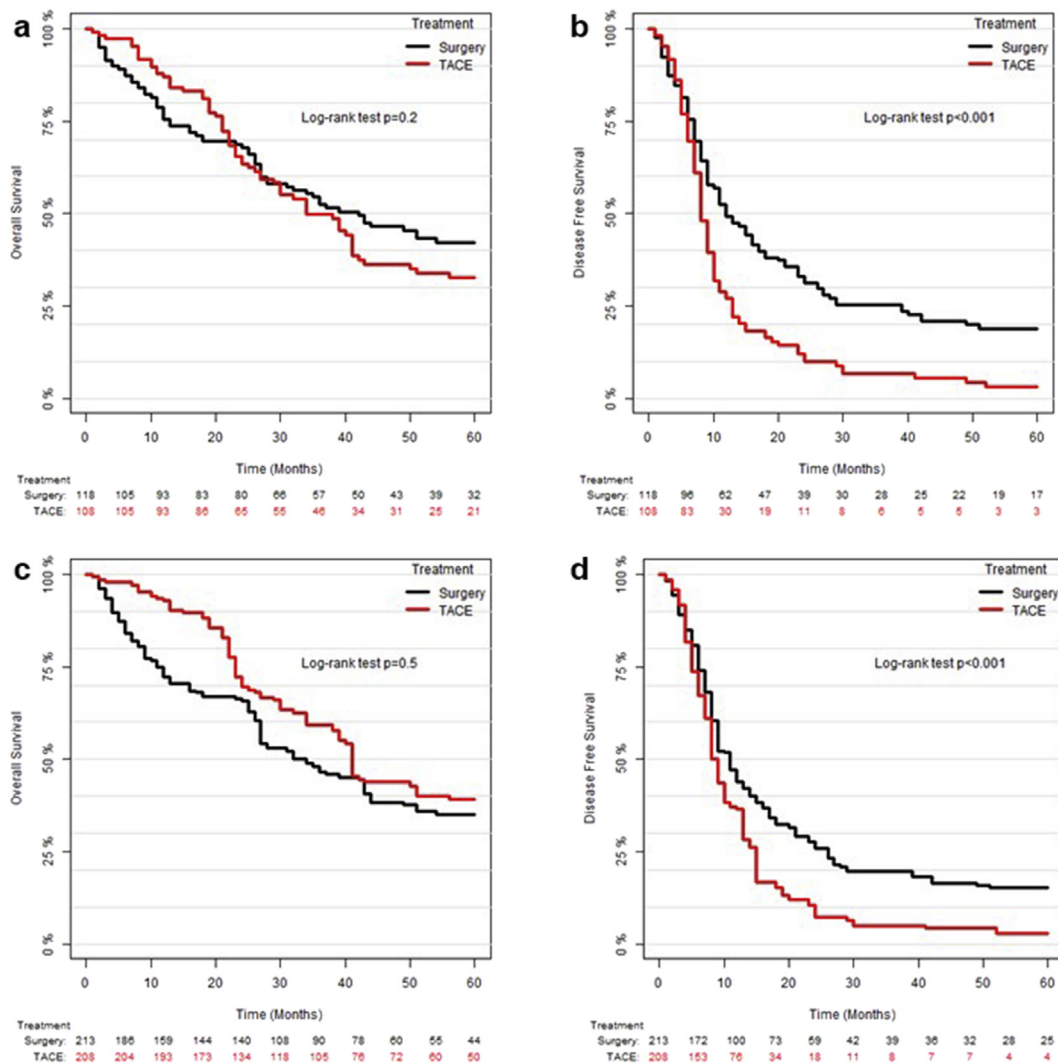 a
Treatment
Surgery
TACE
Log-rank test p=0.2
Overall Survival
100 %
75 %
50 %
25 %
0 %
0 10 20 30 40 50 60
Time (Months)
Treatment
Surgery: 118 105 93 83 80 66 57 50 43 39 32
TACE: 108 105 93 86 65 55 46 34 31 25 21
b
Treatment
Surgery
TACE
Log-rank test p<0.001
Disease Free Survival
100 %
75 %
50 %
25 %
0 %
0 10 20 30 40 50 60
Time (Months)
Treatment
Surgery: 118 96 62 47 39 30 28 25 22 19 17
TACE: 108 83 30 19 11 8 6 5 5 3 3
c
Treatment
Surgery
TACE
Log-rank test p=0.5
Overall Survival
100 %
75 %
50 %
25 %
0 %
0 10 20 30 40 50 60
Time (Months)
Treatment
Surgery: 213 186 159 144 140 108 90 78 60 55 44
TACE: 208 204 193 173 134 118 105 76 72 60 50
d
Treatment
Surgery
TACE
Log-rank test p<0.001
Disease Free Survival
100 %
75 %
50 %
25 %
0 %
0 10 20 30 40 50 60
Time (Months)
Treatment
Surgery: 213 172 100 73 59 42 39 36 32 28 25
TACE: 208 153 76 34 18 11 8 7 7 4 4